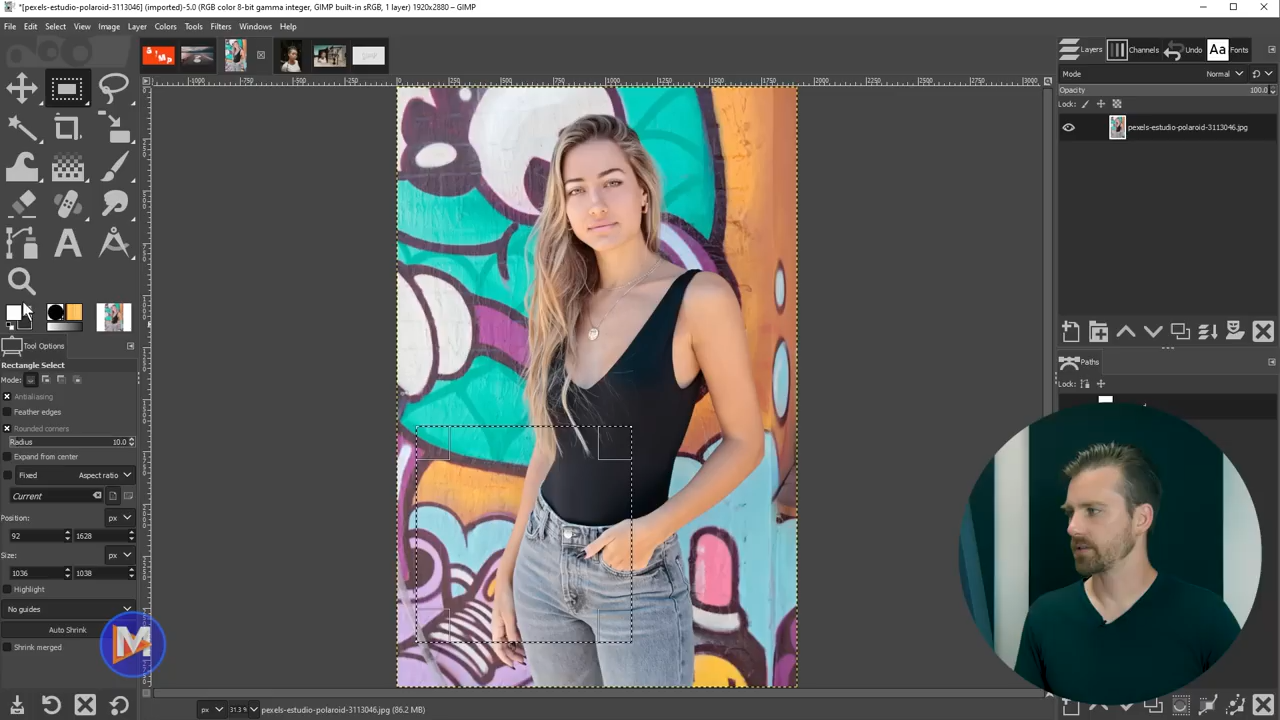 *[pexels-estudio-polaroid-3113046] (imported)-5.0 (RGB color 8-bit gamma integer, GIMP built-in sRGB, 1 layer) 1920x2880 – GIMP
File Edit Select View Image Layer Colors Tools Filters Windows Help
Layers Channels Undo Aa Fonts
Mode Normal
Opacity 100.0
Lock:
pexels-estudio-polaroid-3113046.jpg
Tool Options
Rectangle Select
Mode:
Antialiasing
Feather edges
Rounded corners
Radius 10.0
Expand from center
Fixed Aspect ratio
Current
Position: px
92 1628
Size: px
1036 1038
Highlight
No guides
Auto Shrink
Shrink merged
Paths
Lock:
px 31.3 pexels-estudio-polaroid-3113046.jpg (86.2 MB)